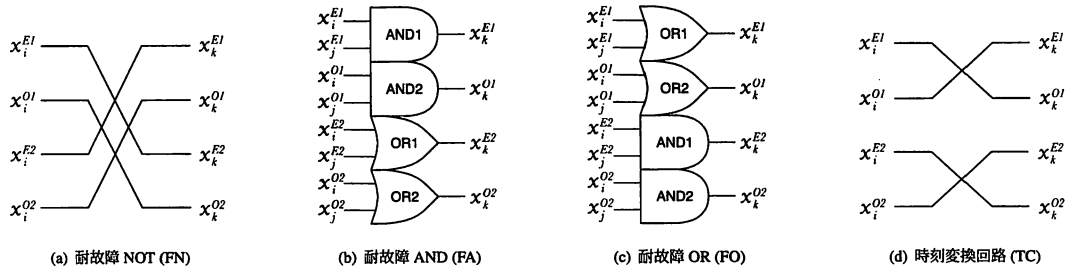 x_i^{E1} x_k^{E1}
x_i^{O1} x_k^{O1}
x_i^{E2} x_k^{E2}
x_i^{O2} x_k^{O2}
(a) 耐故障 NOT (FN)
x_i^{E1}
x_j^{E1}
AND1
x_k^{E1}
x_i^{O1}
x_j^{O1}
AND2
x_k^{O1}
x_i^{E2}
x_j^{E2}
OR1
x_k^{E2}
x_i^{O2}
x_j^{O2}
OR2
x_k^{O2}
(b) 耐故障 AND (FA)
x_i^{E1}
x_j^{E1}
OR1
x_k^{E1}
x_i^{O1}
x_j^{O1}
OR2
x_k^{O1}
x_i^{E2}
x_j^{E2}
AND1
x_k^{E2}
x_i^{O2}
x_j^{O2}
AND2
x_k^{O2}
(c) 耐故障 OR (FO)
x_i^{E1} x_k^{E1}
x_i^{O1} x_k^{O1}
x_i^{E2} x_k^{E2}
x_i^{O2} x_k^{O2}
(d) 時刻変換回路 (TC)